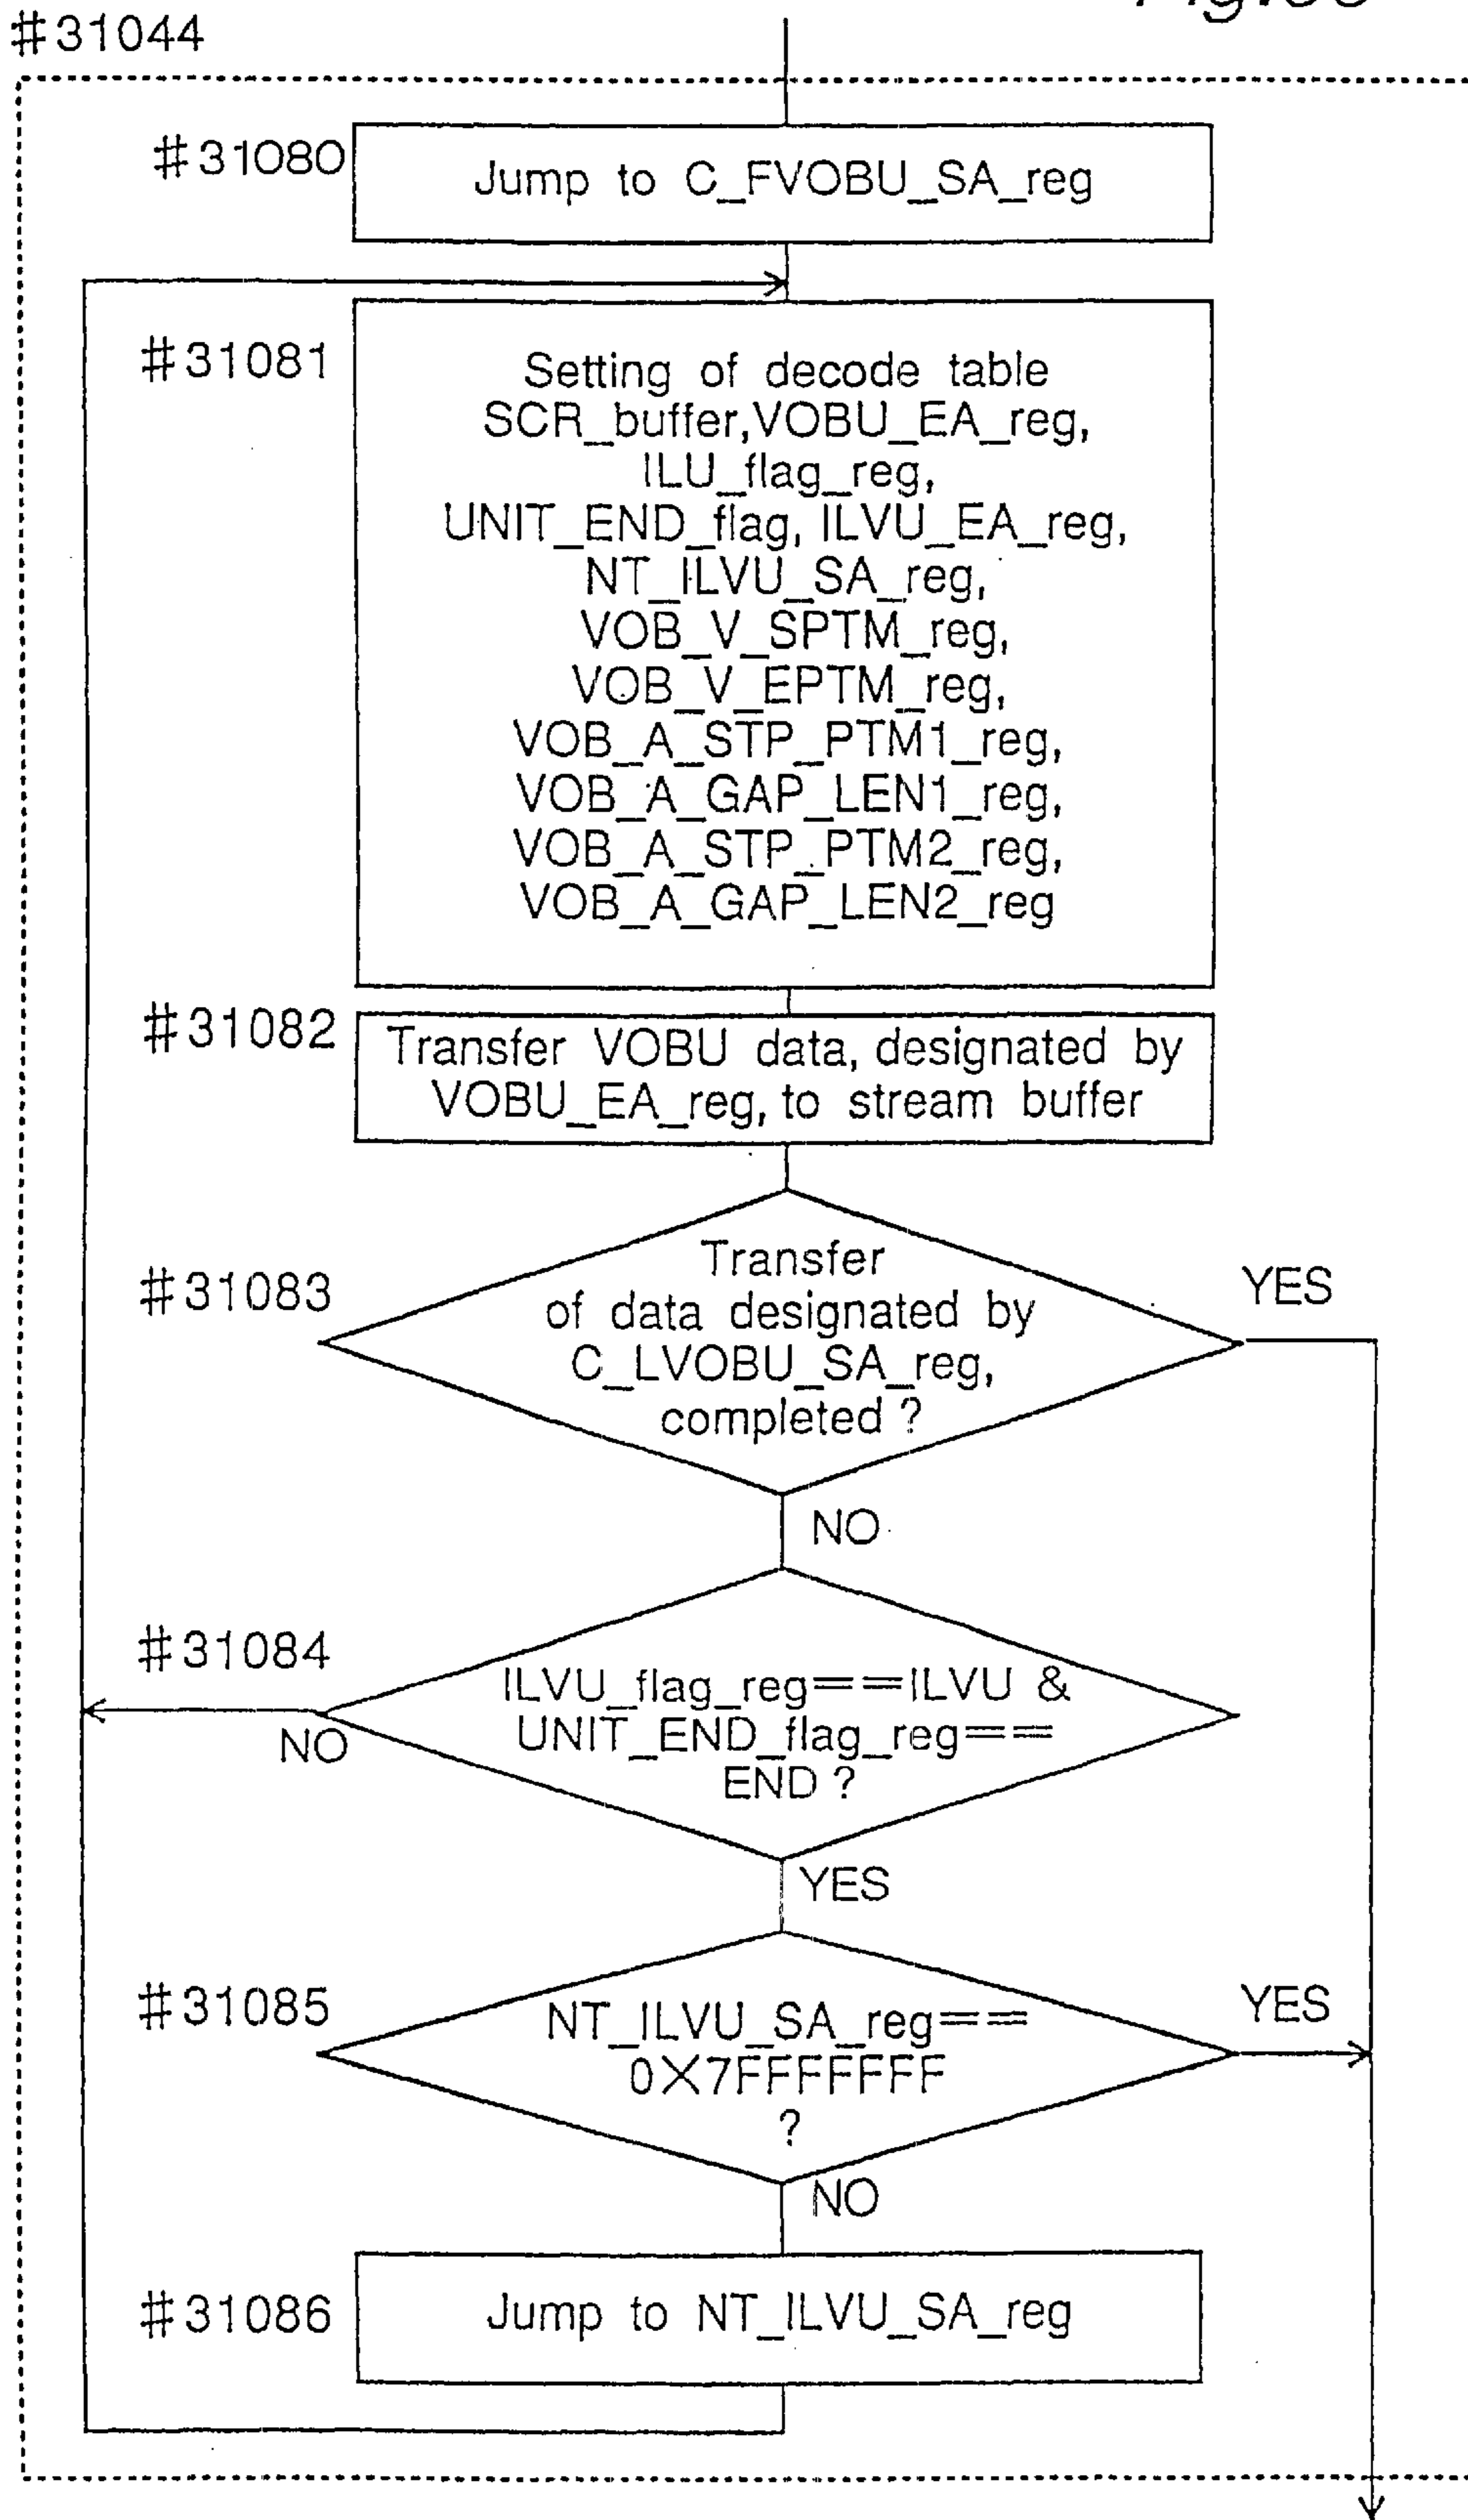 #31044
#31080
Jump to C_FVOBU_SA_reg
#31081
Setting of decode table
SCR_buffer,VOBU_EA_reg,
ILU_flag_reg,
UNIT_END_flag, ILVU_EA_reg,
NT_ILVU_SA_reg,
VOB_V_SPTM_reg,
VOB_V_EPTM_reg,
VOB_A_STP_PTM1_reg,
VOB_A_GAP_LEN1_reg,
VOB_A_STP_PTM2_reg,
VOB_A_GAP_LEN2_reg
#31082
Transfer VOBU data, designated by
VOBU_EA_reg, to stream buffer
#31083
Transfer
of data designated by
C_LVOBU_SA_reg,
completed ?
YES
NO
#31084
ILVU_flag_reg==ILVU &
UNIT_END_flag_reg==
END ?
NO
YES
#31085
NT_ILVU_SA_reg==
0X7FFFFFFF
?
YES
NO
#31086
Jump to NT_ILVU_SA_reg